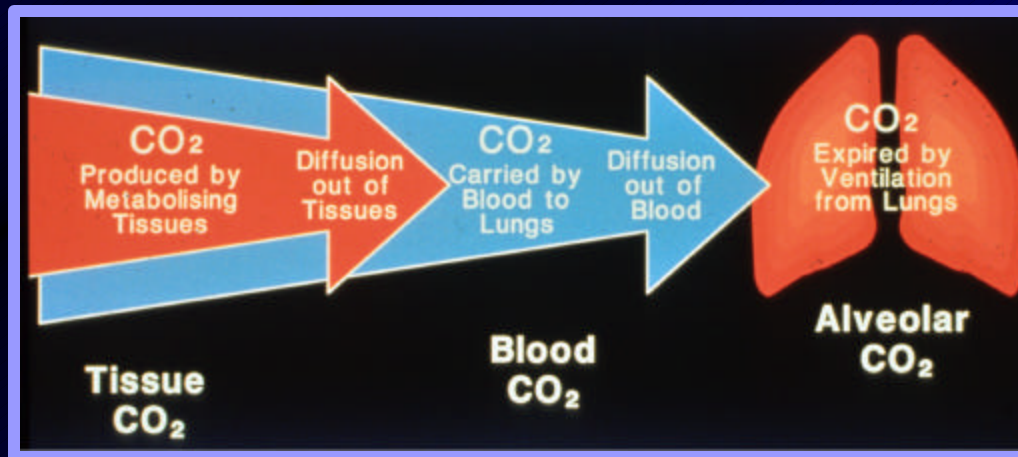 CO₂
Produced by
Metabolising
Tissues
Diffusion
out of
Tissues
CO₂
Carried by
Blood to
Lungs
Diffusion
out of
Blood
CO₂
Expired by
Ventilation
from Lungs
Tissue
CO₂
Blood
CO₂
Alveolar
CO₂